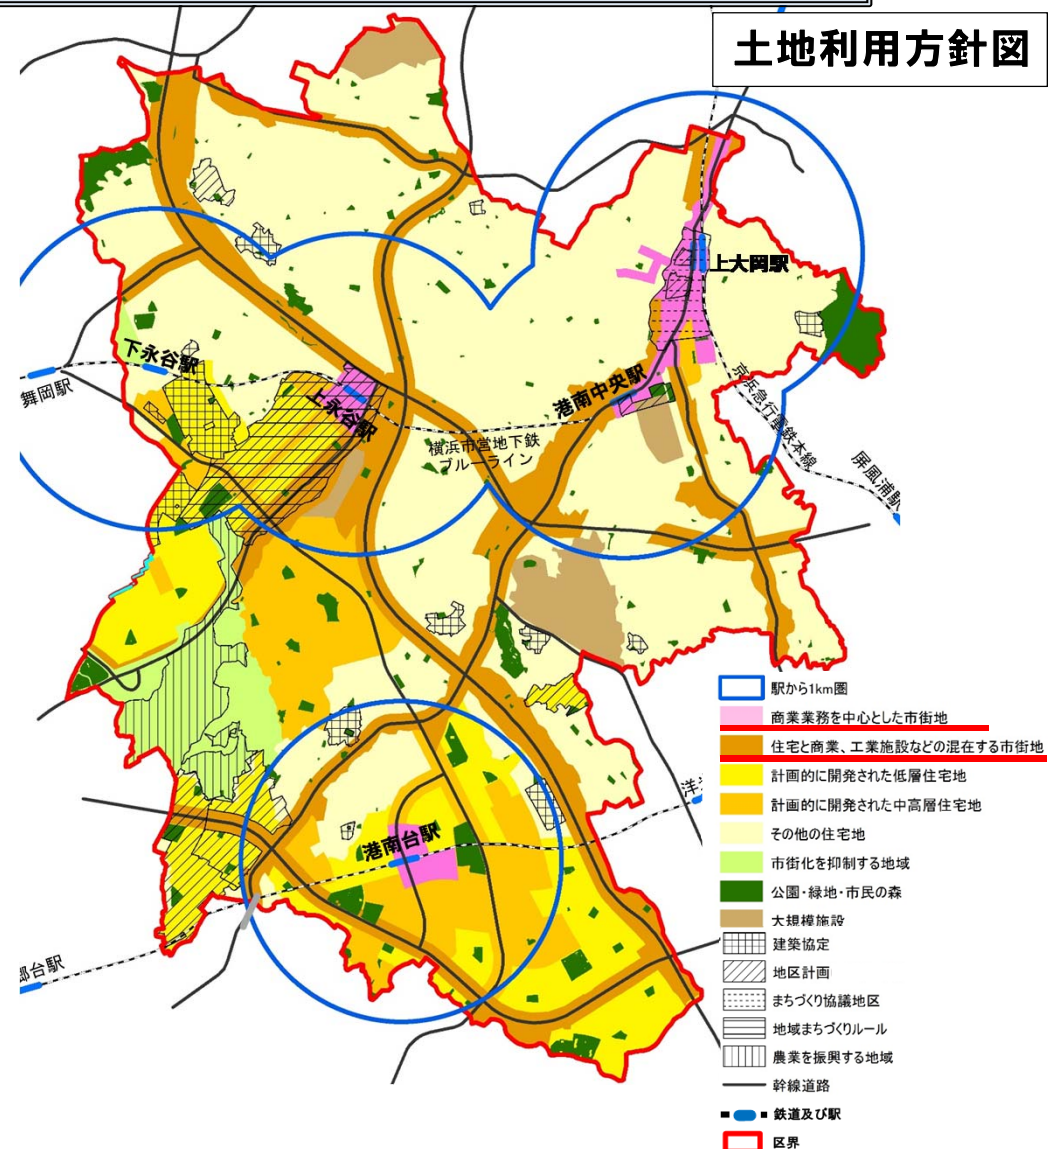 土地利用方針図
上大岡駅
下永谷駅
舞岡駅
上永谷駅
港南中央駅
京浜急行電鉄本線
横浜市営地下鉄
ブルーライン
屏風浦駅
港南台駅
洋
郷台駅
駅から1km圏
商業業務を中心とした市街地
住宅と商業、工業施設などの混在する市街地
計画的に開発された低層住宅地
計画的に開発された中高層住宅地
その他の住宅地
市街化を抑制する地域
公園・緑地・市民の森
大規模施設
建築協定
地区計画
まちづくり協議地区
地域まちづくりルール
農業を振興する地域
幹線道路
鉄道及び駅
区界